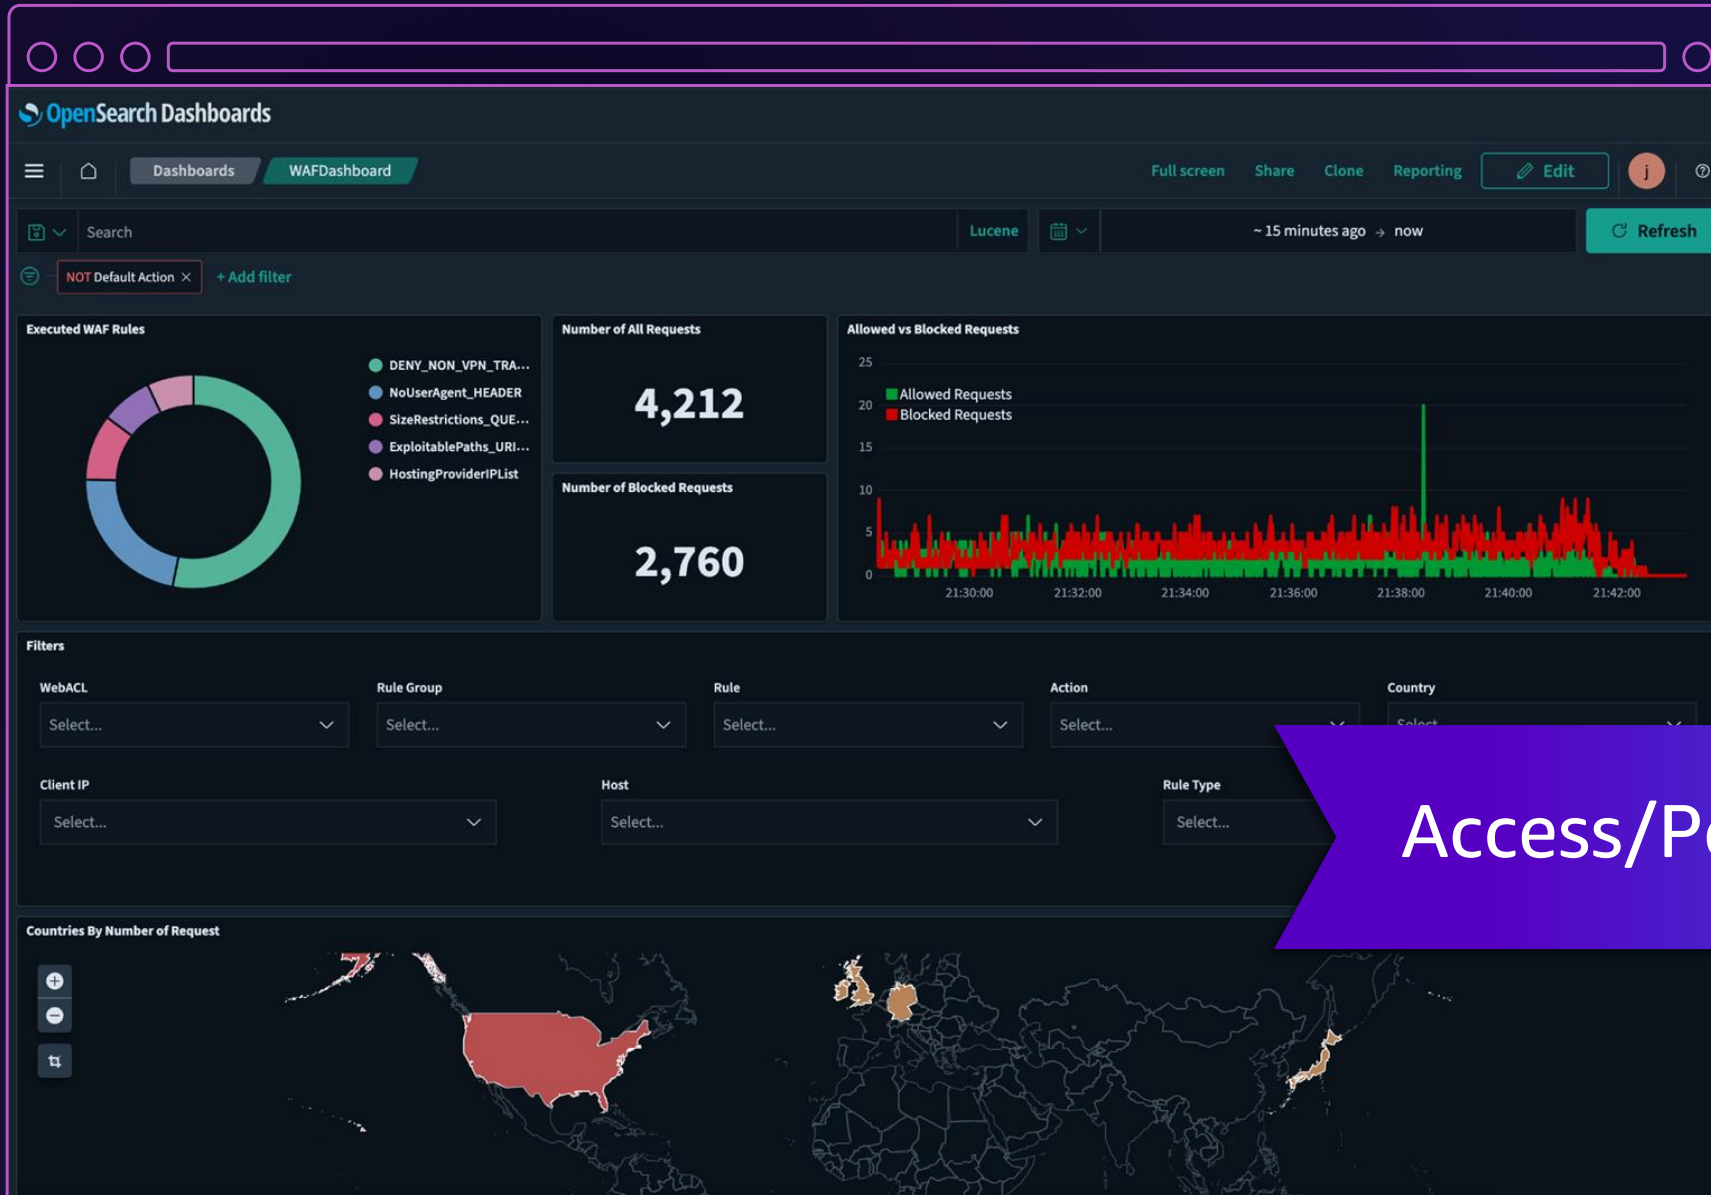 OpenSearch Dashboards
Dashboards WAFDashboard Full screen Share Clone Reporting Edit j
Search Lucene ~ 15 minutes ago → now Refresh
NOT Default Action × + Add filter
Executed WAF Rules
DENY_NON_VPN_TRA...
NoUserAgent_HEADER
SizeRestrictions_QUE...
ExploitablePaths_URI...
HostingProviderIPList
Number of All Requests
4,212
Number of Blocked Requests
2,760
Allowed vs Blocked Requests
25
20
15
10
5
0
Allowed Requests
Blocked Requests
21:30:00 21:32:00 21:34:00 21:36:00 21:38:00 21:40:00 21:42:00
Filters
WebACL Rule Group Rule Action Country
Select... Select... Select... Select... Select
Client IP Host Rule Type
Select... Select... Select...
Access/P
Countries By Number of Request